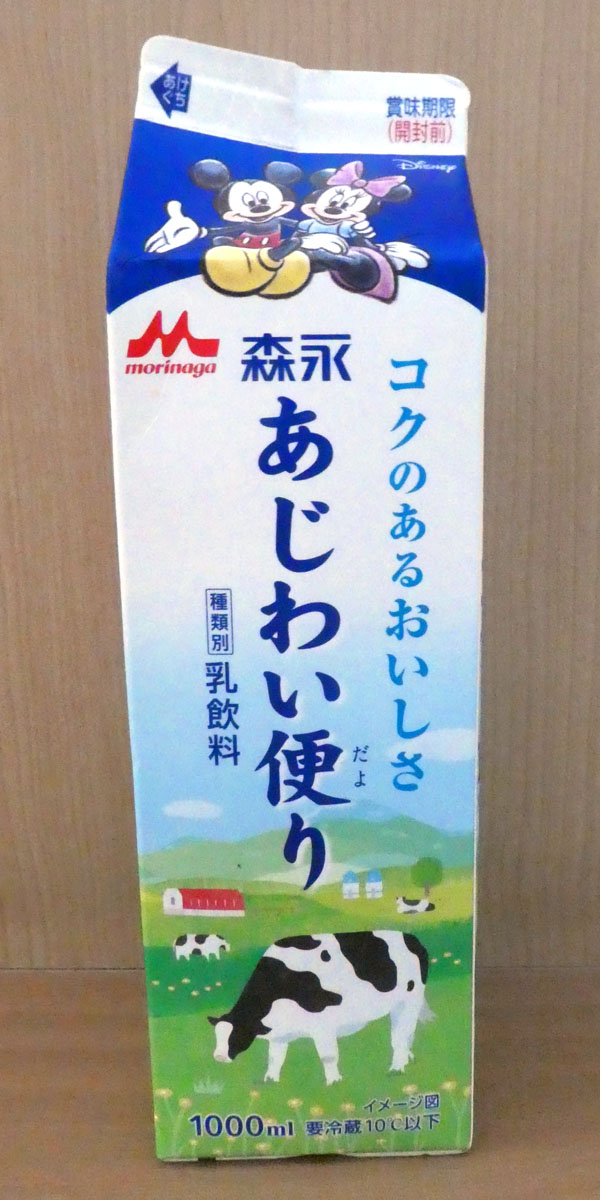 あけぐち
賞味期限
(開封前)
Disney
morinaga
森永
コクのあるおいしさ
あじわい便り
だよ
種類別
乳飲料
イメージ図
1000ml 要冷蔵10℃以下